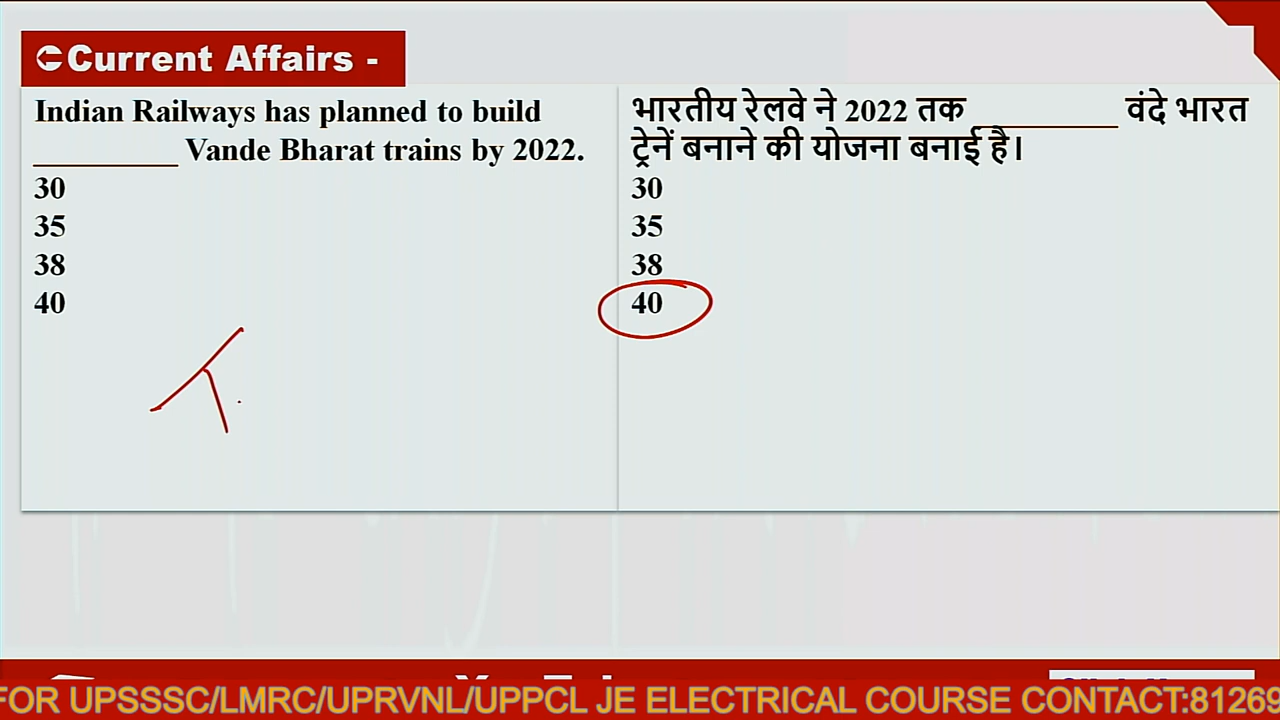 Current Affairs -
Indian Railways has planned to build
__________ Vande Bharat trains by 2022.
30
35
38
40
भारतीय रेलवे ने 2022 तक __________ वंदे भारत
ट्रेनें बनाने की योजना बनाई है।
30
35
38
40
FOR UPSSSC/LMRC/UPRVNL/UPPCL JE ELECTRICAL COURSE CONTACT:81269